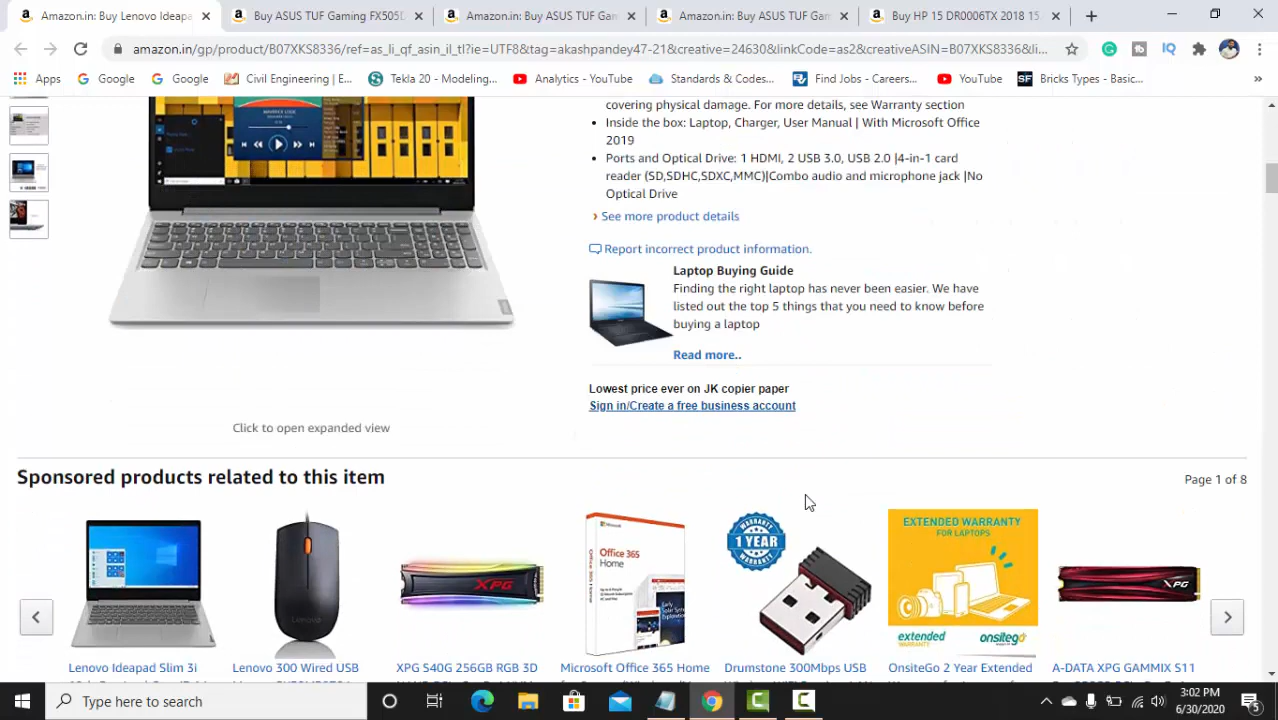 Amazon.in: Buy Lenovo Ideapa
Buy ASUS TUF Gaming FX505D
Amazon.in: Buy ASUS TUF Gam
Amazon.in: Buy ASUS TUF Gam
Buy HP 15 DR0006TX 2018 15.
amazon.in/gp/product/B07XKS8336/ref=as_li_qf_asin_il_tl?ie=UTF8&tag=akashpandey47-21&creative=24630&linkCode=as2&creativeASIN=B07XKS8336&li...
IQ
Apps
Google
Google
Civil Engineering | E...
Tekla 20 - Modeling...
Analytics - YouTube
Standards & Codes...
Find Jobs - Careers...
YouTube
SF Bricks Types - Basic...
»
covering physical damage. For more details, see Warranty section
• Inside the box: Laptop, Charger, User Manual | With Microsoft Office
2019
• Ports and Optical Drive: 1 HDMI, 2 USB 3.0, USB 2.0 |4-in-1 card
reader (SD,SDHC,SDXC,MMC)|Combo audio and microphone jack |No
Optical Drive
› See more product details
Report incorrect product information.
Laptop Buying Guide
Finding the right laptop has never been easier. We have
listed out the top 5 things that you need to know before
buying a laptop
Read more..
Lowest price ever on JK copier paper
Sign in/Create a free business account
Click to open expanded view
Sponsored products related to this item
Page 1 of 8
Lenovo
XPG
Microsoft
Office 365
Home
WARRANTY
1 YEAR
WARRANTY
EXTENDED WARRANTY
FOR LAPTOPS
extended
warranty
onsitego
XPG
Lenovo Ideapad Slim 3i
Lenovo 300 Wired USB
XPG S40G 256GB RGB 3D
Microsoft Office 365 Home
Drumstone 300Mbps USB
OnsiteGo 2 Year Extended
A-DATA XPG GAMMIX S11
Type here to search
3:02 PM
6/30/2020
5